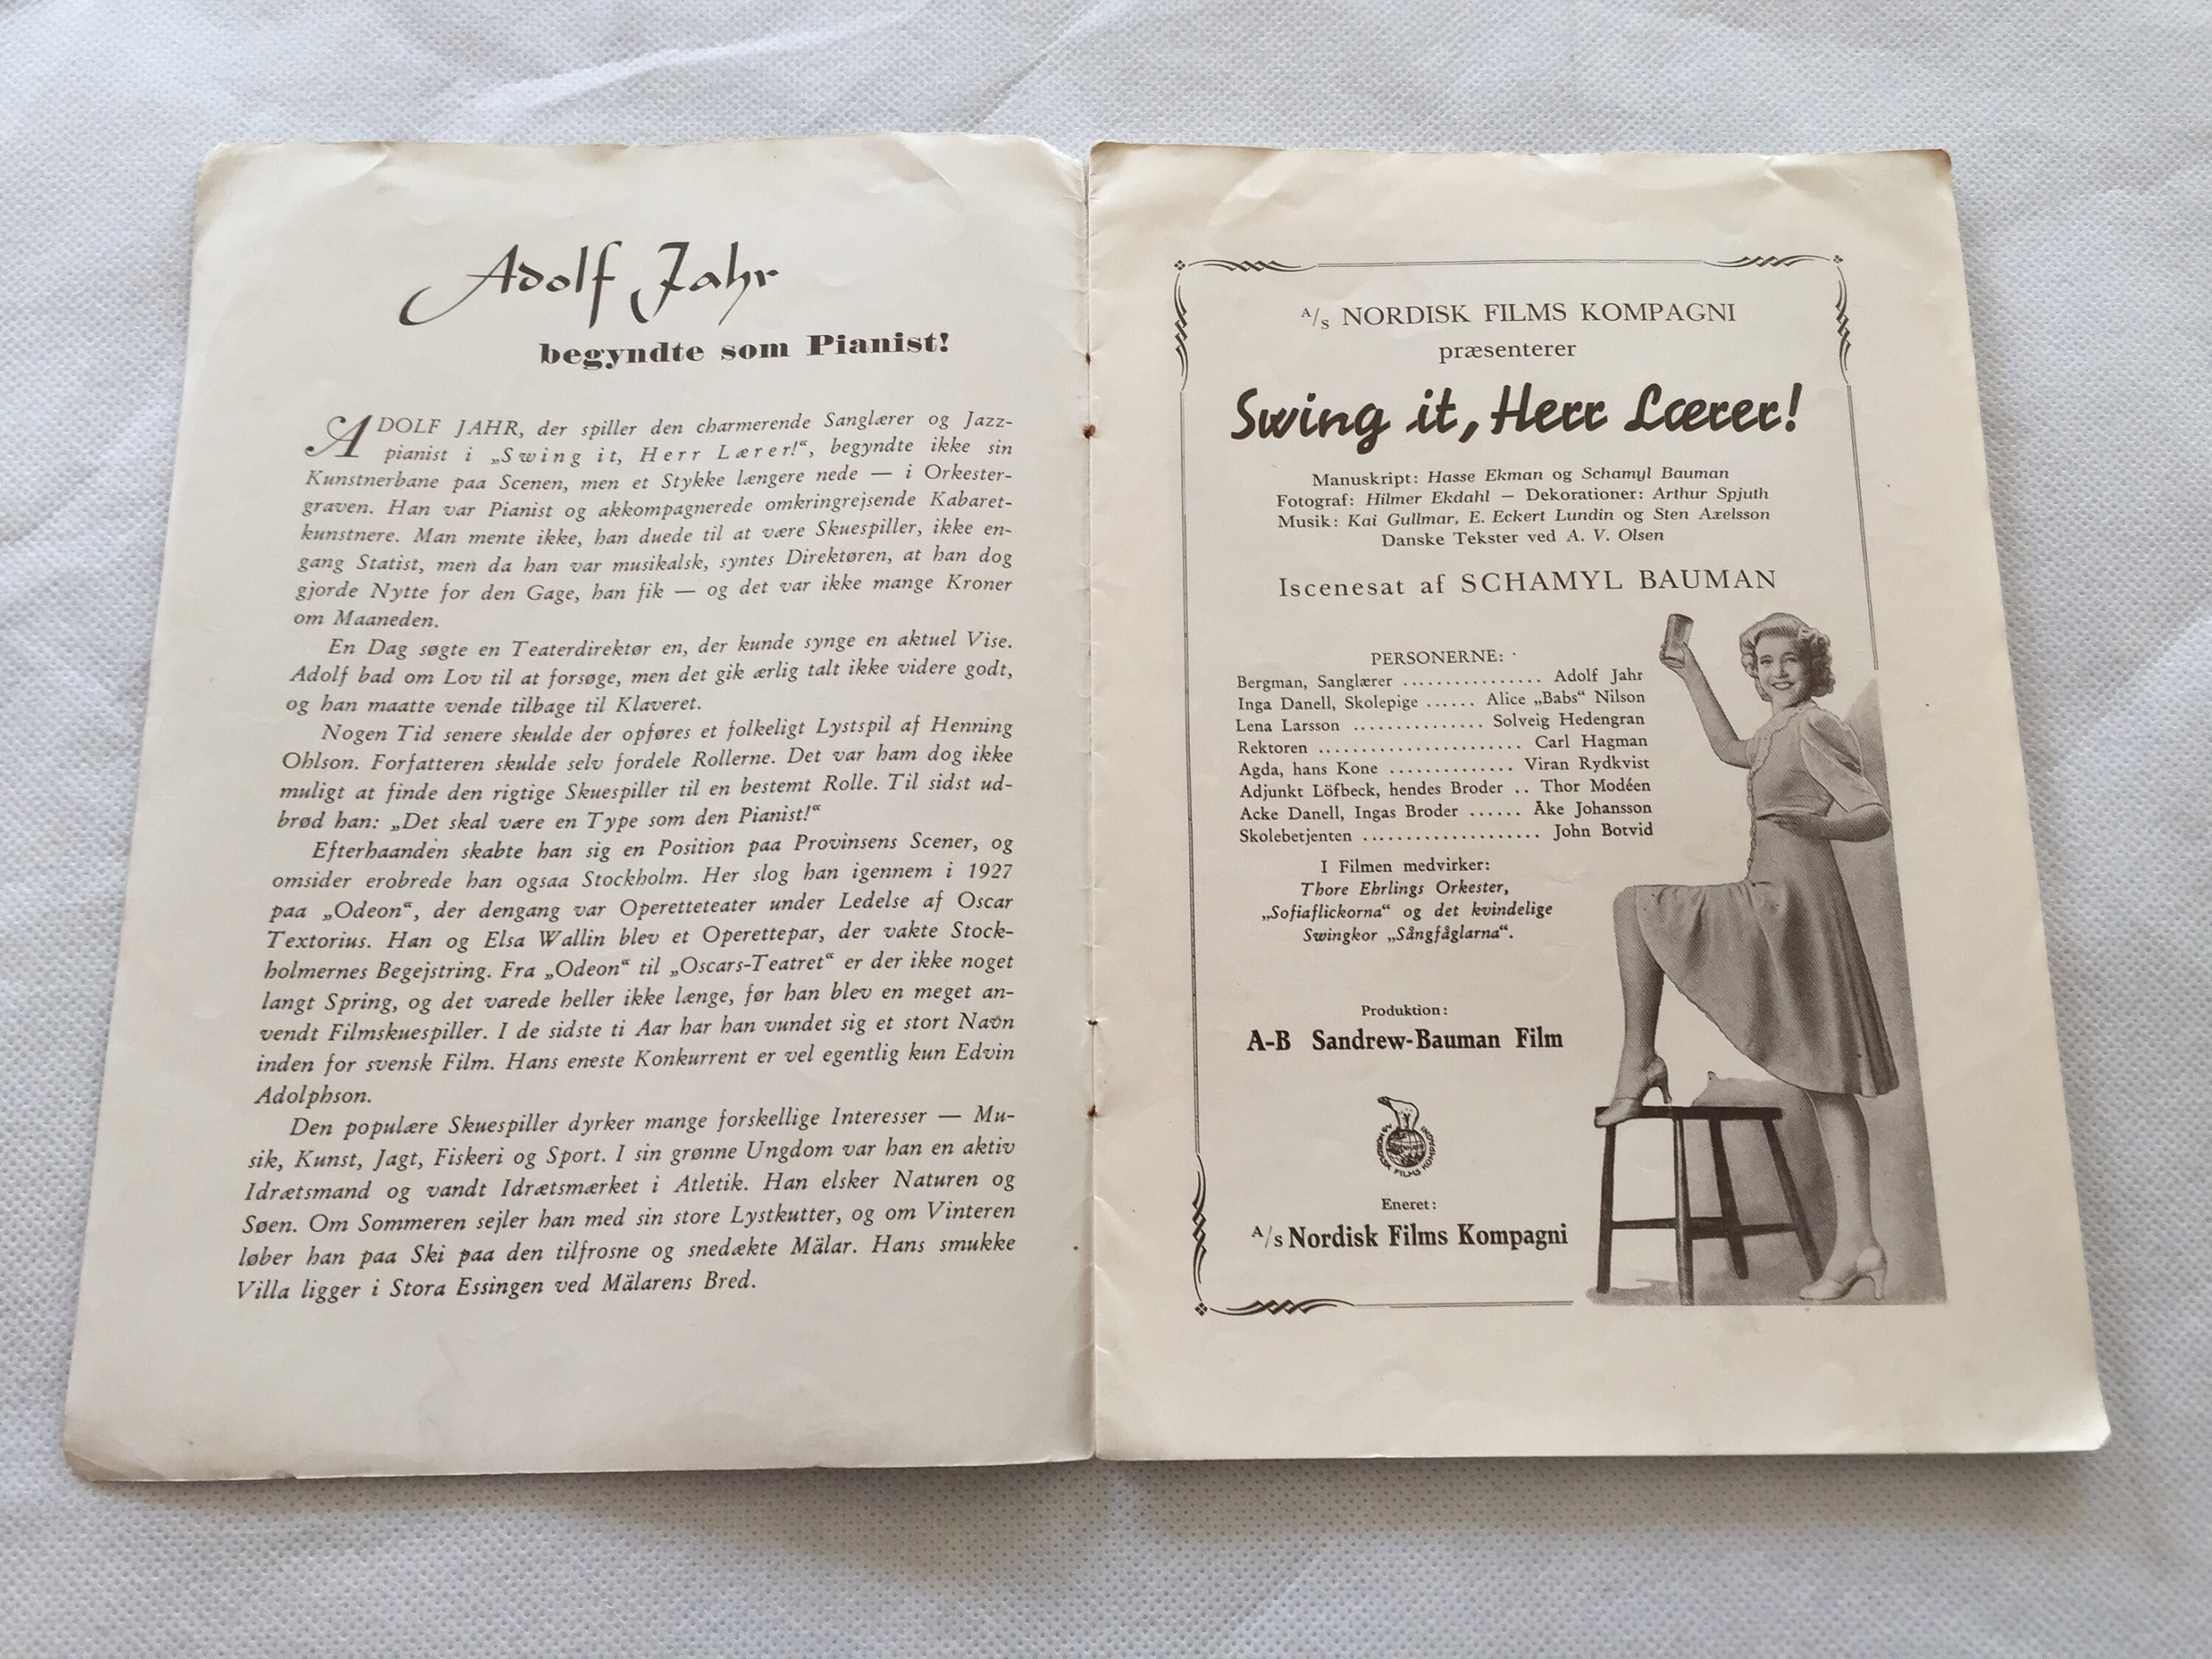 Adolf Jahr
begyndte som Pianist!
ADOLF JAHR, der spiller den charmerende Sanglærer og Jazz-
pianist i „Swing it, Herr Lærer!“, begyndte ikke sin
Kunstnerbane paa Scenen, men et Stykke længere nede — i Orkester-
graven. Han var Pianist og akkompagnerede omkringrejsende Kabaret-
kunstnere. Man mente ikke, han duede til at være Skuespiller, ikke en-
gang Statist, men da han var musikalsk, syntes Direktøren, at han dog
gjorde Nytte for den Gage, han fik — og det var ikke mange Kroner
om Maaneden.
En Dag søgte en Teaterdirektør en, der kunde synge en aktuel Vise.
Adolf bad om Lov til at forsøge, men det gik ærlig talt ikke videre godt,
og han maatte vende tilbage til Klaveret.
Nogen Tid senere skulde der opføres et folkeligt Lystspil af Henning
Ohlson. Forfatteren skulde selv fordele Rollerne. Det var ham dog ikke
muligt at finde den rigtige Skuespiller til en bestemt Rolle. Til sidst ud-
brød han: „Det skal være en Type som den Pianist!“
Efterhaanden skabte han sig en Position paa Provinsens Scener, og
omsider erobrede han ogsaa Stockholm. Her slog han igennem i 1927
paa „Odeon“, der dengang var Operetteteater under Ledelse af Oscar
Textorius. Han og Elsa Wallin blev et Operettepar, der vakte Stock-
holmernes Begejstring. Fra „Odeon“ til „Oscars-Teatret“ er der ikke noget
langt Spring, og det varede heller ikke længe, før han blev en meget an-
vendt Filmskuespiller. I de sidste ti Aar har han vundet sig et stort Navn
inden for svensk Film. Hans eneste Konkurrent er vel egentlig kun Edvin
Adolphson.
Den populære Skuespiller dyrker mange forskellige Interesser — Mu-
sik, Kunst, Jagt, Fiskeri og Sport. I sin grønne Ungdom var han en aktiv
Idrætsmand og vandt Idrætsmærket i Atletik. Han elsker Naturen og
Søen. Om Sommeren sejler han med sin store Lystkutter, og om Vinteren
løber han paa Ski paa den tilfrosne og snedækte Mälar. Hans smukke
Villa ligger i Stora Essingen ved Mälarens Bred.
A/S NORDISK FILMS KOMPAGNI
præsenterer
Swing it, Herr Lærer!
Manuskript: Hasse Ekman og Schamyl Bauman
Fotograf: Hilmer Ekdahl — Dekorationer: Arthur Spjuth
Musik: Kai Gullmar, E. Eckert Lundin og Sten Axelsson
Danske Tekster ved A. V. Olsen
Iscenesat af SCHAMYL BAUMAN
PERSONERNE:
Bergman, Sanglærer ................ Adolf Jahr
Inga Danell, Skolepige ...... Alice „Babs“ Nilson
Lena Larsson ............... Solveig Hedengran
Rektoren ........................ Carl Hagman
Agda, hans Kone .............. Viran Rydkvist
Adjunkt Löfbeck, hendes Broder .. Thor Modéen
Acke Danell, Ingas Broder ...... Åke Johansson
Skolebetjenten .................... John Botvid
I Filmen medvirker:
Thore Ehrlings Orkester,
„Sofiaflickorna“ og det kvindelige
Swingkor „Sångfåglarna“.
Produktion:
A-B Sandrew-Bauman Film
A/S NORDISK FILMS KOMPAGNI
Eneret:
A/S Nordisk Films Kompagni